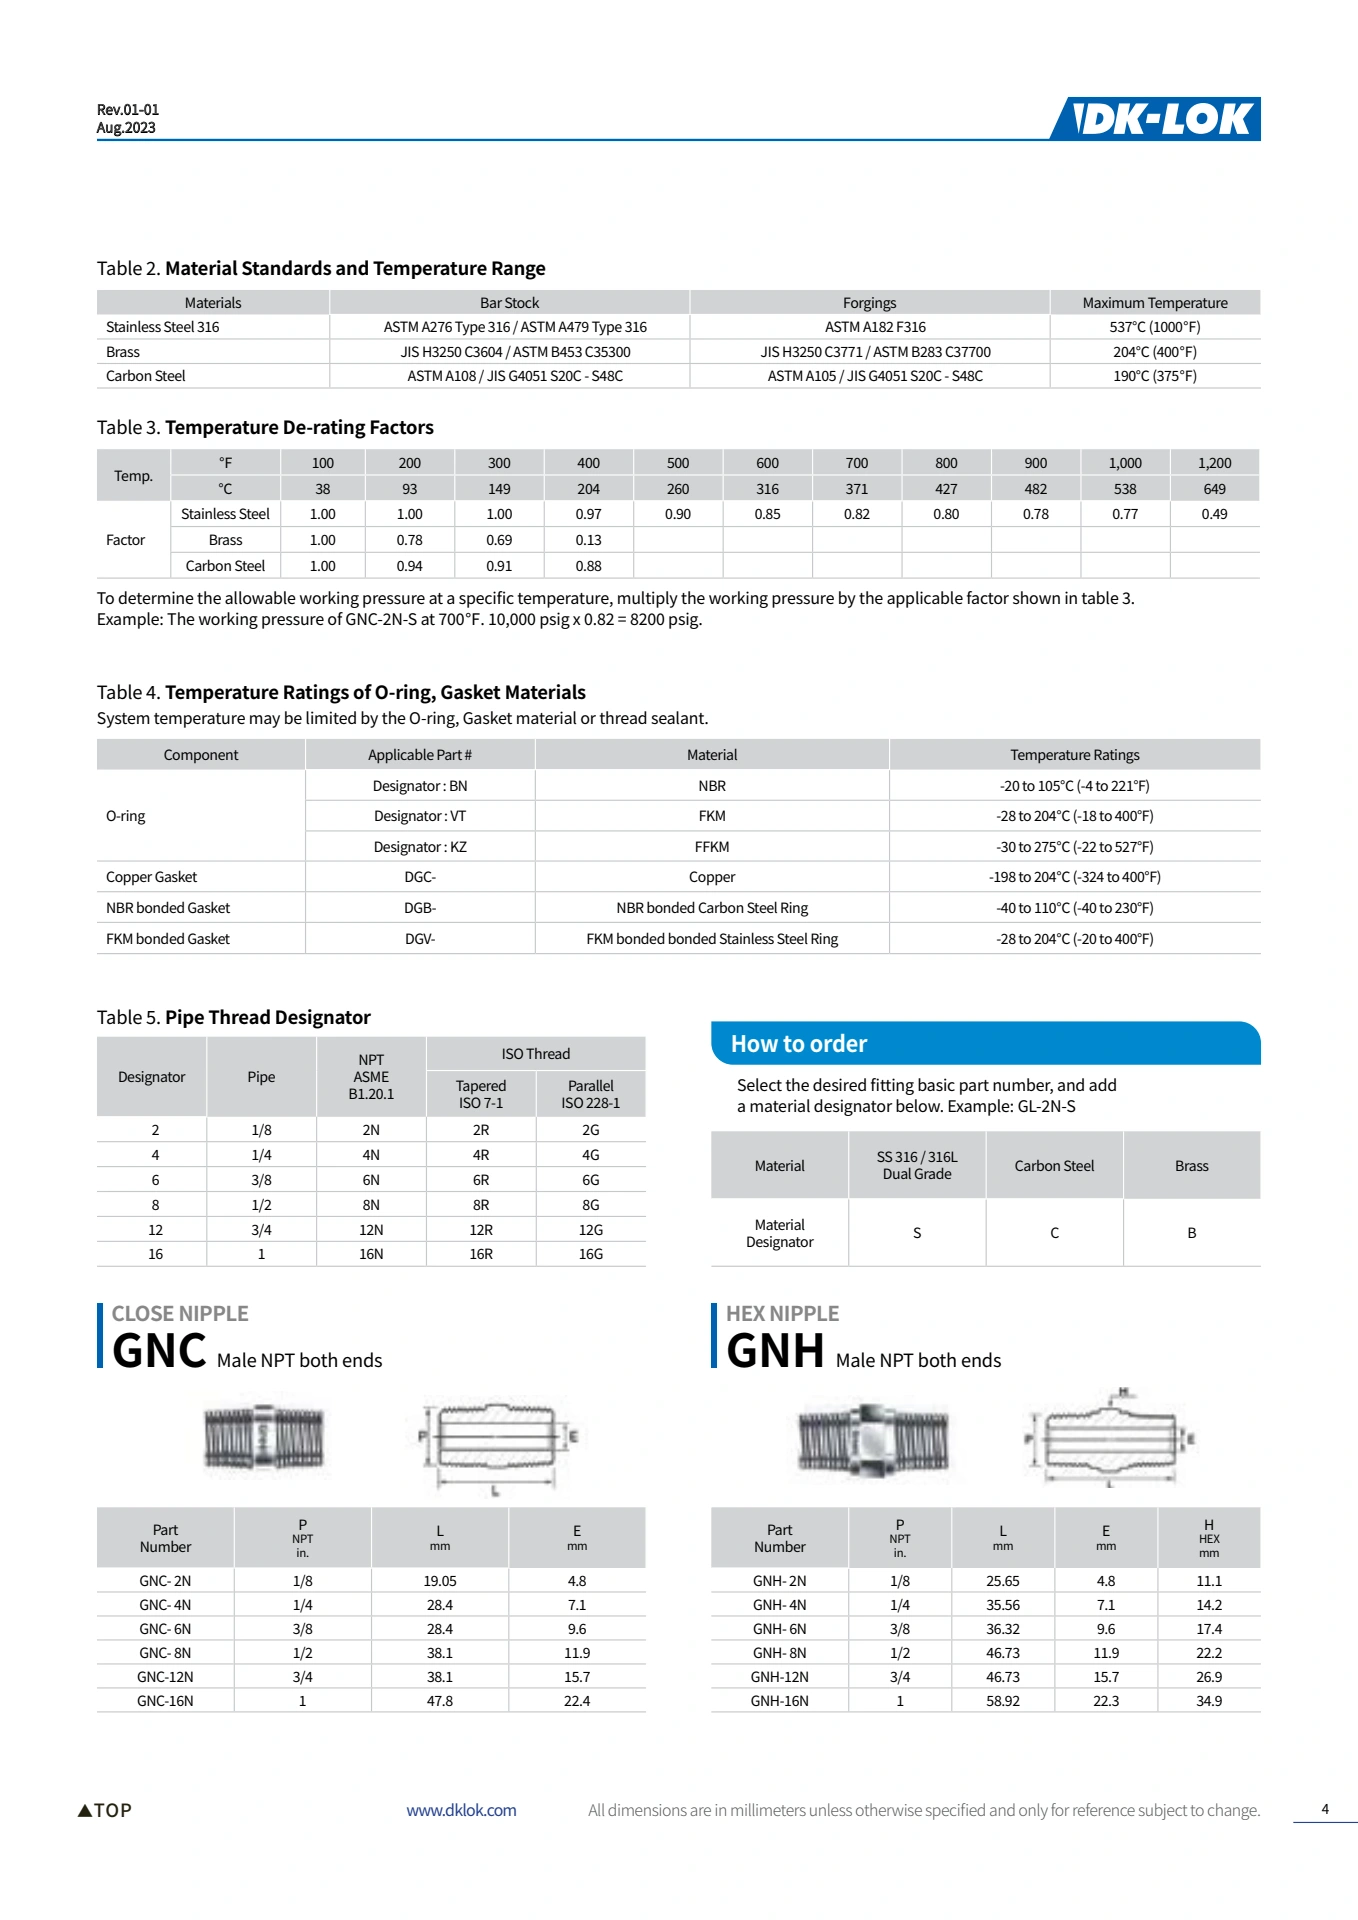 Rev.01-01
Aug.2023
DK-LOK
Table 2. Material Standards and Temperature Range
Materials Bar Stock Forgings Maximum Temperature
Stainless Steel 316 ASTM A276 Type 316 / ASTM A479 Type 316 ASTM A182 F316 537°C (1000°F)
Brass JIS H3250 C3604 / ASTM B453 C35300 JIS H3250 C3771 / ASTM B283 C37700 204°C (400°F)
Carbon Steel ASTM A108 / JIS G4051 S20C - S48C ASTM A105 / JIS G4051 S20C - S48C 190°C (375°F)
Table 3. Temperature De-rating Factors
Temp. °F 100 200 300 400 500 600 700 800 900 1,000 1,200
°C 38 93 149 204 260 316 371 427 482 538 649
Factor Stainless Steel 1.00 1.00 1.00 0.97 0.90 0.85 0.82 0.80 0.78 0.77 0.49
Brass 1.00 0.78 0.69 0.13
Carbon Steel 1.00 0.94 0.91 0.88
To determine the allowable working pressure at a specific temperature, multiply the working pressure by the applicable factor shown in table 3.
Example: The working pressure of GNC-2N-S at 700°F. 10,000 psig x 0.82 = 8200 psig.
Table 4. Temperature Ratings of O-ring, Gasket Materials
System temperature may be limited by the O-ring, Gasket material or thread sealant.
Component Applicable Part # Material Temperature Ratings
O-ring Designator : BN NBR -20 to 105°C (-4 to 221°F)
Designator : VT FKM -28 to 204°C (-18 to 400°F)
Designator : KZ FFKM -30 to 275°C (-22 to 527°F)
Copper Gasket DGC- Copper -198 to 204°C (-324 to 400°F)
NBR bonded Gasket DGB- NBR bonded Carbon Steel Ring -40 to 110°C (-40 to 230°F)
FKM bonded Gasket DGV- FKM bonded bonded Stainless Steel Ring -28 to 204°C (-20 to 400°F)
Table 5. Pipe Thread Designator
Designator Pipe NPT ASME B1.20.1 ISO Thread
Tapered ISO 7-1 Parallel ISO 228-1
2 1/8 2N 2R 2G
4 1/4 4N 4R 4G
6 3/8 6N 6R 6G
8 1/2 8N 8R 8G
12 3/4 12N 12R 12G
16 1 16N 16R 16G
How to order
Select the desired fitting basic part number, and add
a material designator below. Example: GL-2N-S
Material SS 316 / 316L Dual Grade Carbon Steel Brass
Material Designator S C B
CLOSE NIPPLE
GNC Male NPT both ends
P E
L
Part Number P NPT in. L mm E mm
GNC- 2N 1/8 19.05 4.8
GNC- 4N 1/4 28.4 7.1
GNC- 6N 3/8 28.4 9.6
GNC- 8N 1/2 38.1 11.9
GNC-12N 3/4 38.1 15.7
GNC-16N 1 47.8 22.4
HEX NIPPLE
GNH Male NPT both ends
H
P E
L
Part Number P NPT in. L mm E mm H HEX mm
GNH- 2N 1/8 25.65 4.8 11.1
GNH- 4N 1/4 35.56 7.1 14.2
GNH- 6N 3/8 36.32 9.6 17.4
GNH- 8N 1/2 46.73 11.9 22.2
GNH-12N 3/4 46.73 15.7 26.9
GNH-16N 1 58.92 22.3 34.9
▲TOP www.dklok.com All dimensions are in millimeters unless otherwise specified and only for reference subject to change. 4